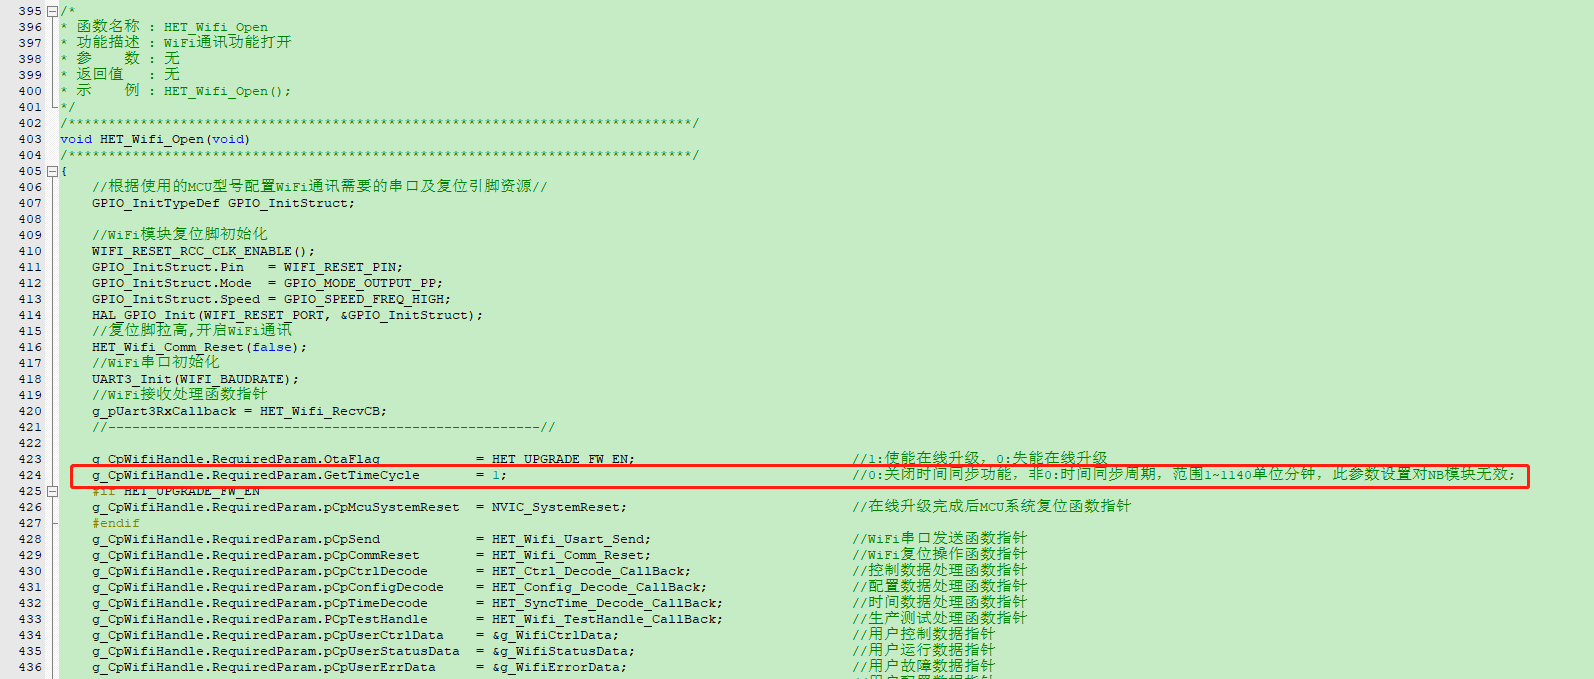 395 /*
396 * 函数名称 : HET_Wifi_Open
397 * 功能描述 : WiFi通讯功能打开
398 * 参    数 : 无
399 * 返回值   : 无
400 * 示    例 : HET_Wifi_Open();
401 */
402 /******************************************************************************/
403 void HET_Wifi_Open(void)
404 /******************************************************************************/
405 {
406     //根据使用的MCU型号配置WiFi通讯需要的串口及复位引脚资源//
407     GPIO_InitTypeDef GPIO_InitStruct;
408
409     //WiFi模块复位脚初始化
410     WIFI_RESET_RCC_CLK_ENABLE();
411     GPIO_InitStruct.Pin   = WIFI_RESET_PIN;
412     GPIO_InitStruct.Mode  = GPIO_MODE_OUTPUT_PP;
413     GPIO_InitStruct.Speed = GPIO_SPEED_FREQ_HIGH;
414     HAL_GPIO_Init(WIFI_RESET_PORT, &GPIO_InitStruct);
415     //复位脚拉高,开启WiFi通讯
416     HET_Wifi_Comm_Reset(false);
417     //WiFi串口初始化
418     UART3_Init(WIFI_BAUDRATE);
419     //WiFi接收处理函数指针
420     g_pUart3RxCallback = HET_Wifi_RecvCB;
421     //------------------------------------------------------//
422
423     g_CpWifiHandle.RequiredParam.OtaFlag           = HET_UPGRADE_FW_EN;    //1:使能在线升级，0:失能在线升级
424     g_CpWifiHandle.RequiredParam.GetTimeCycle      = 1;    //0:关闭时间同步功能，非0:时间同步周期，范围1~1140单位分钟，此参数设置对NB模块无效;
425     #if HET_UPGRADE_FW_EN
426     g_CpWifiHandle.RequiredParam.pCpMcuSystemReset = NVIC_SystemReset;    //在线升级完成后MCU系统复位函数指针
427     #endif
428     g_CpWifiHandle.RequiredParam.pCpSend           = HET_Wifi_Usart_Send;    //WiFi串口发送函数指针
429     g_CpWifiHandle.RequiredParam.pCpCommReset      = HET_Wifi_Comm_Reset;    //WiFi复位操作函数指针
430     g_CpWifiHandle.RequiredParam.pCpCtrlDecode     = HET_Ctrl_Decode_CallBack;    //控制数据处理函数指针
431     g_CpWifiHandle.RequiredParam.pCpConfigDecode   = HET_Config_Decode_CallBack;    //配置数据处理函数指针
432     g_CpWifiHandle.RequiredParam.pCpTimeDecode     = HET_SyncTime_Decode_CallBack;    //时间数据处理函数指针
433     g_CpWifiHandle.RequiredParam.PCpTestHandle     = HET_Wifi_TestHandle_CallBack;    //生产测试处理函数指针
434     g_CpWifiHandle.RequiredParam.pCpUserCtrlData   = &g_WifiCtrlData;    //用户控制数据指针
435     g_CpWifiHandle.RequiredParam.pCpUserStatusData = &g_WifiStatusData;    //用户运行数据指针
436     g_CpWifiHandle.RequiredParam.pCpUserErrData    = &g_WifiErrorData;    //用户故障数据指针